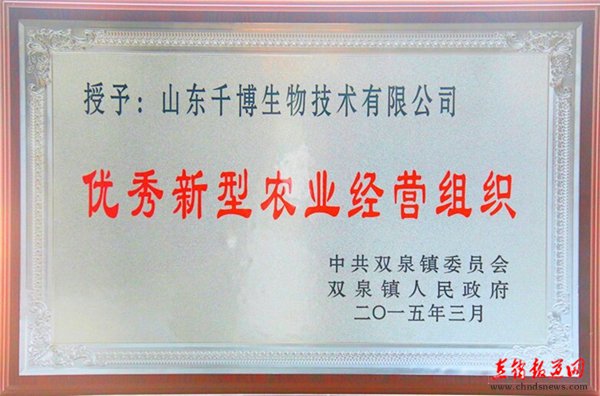 授予：山东千博生物技术有限公司
优秀新型农业经营组织
中共双泉镇委员会
双泉镇人民政府
二〇一五年三月
直销报道网
www.chndsnews.com